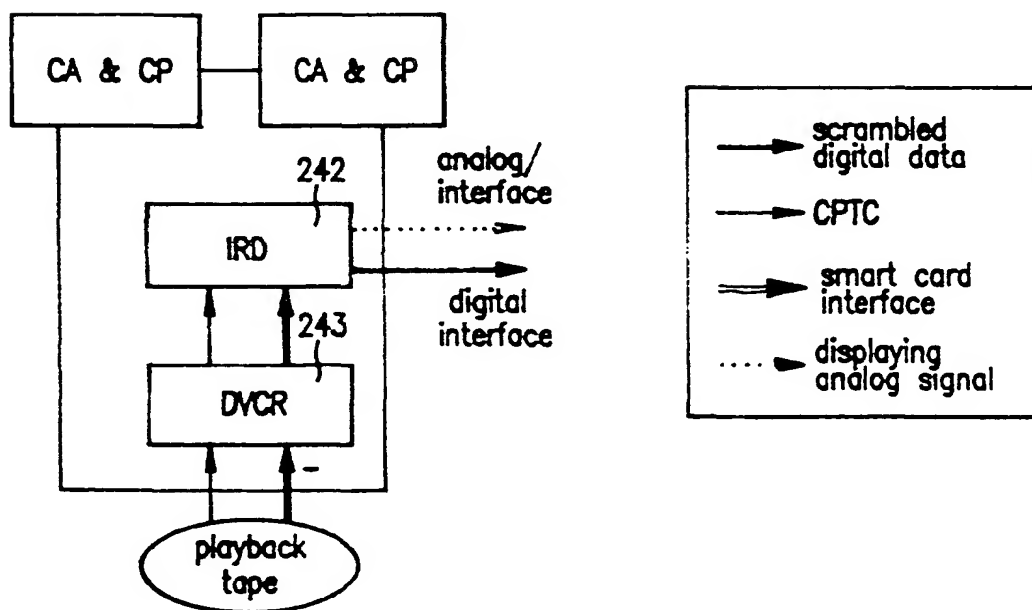 CA & CP
CA & CP
242
analog/
interface
IRD
digital
interface
243
DVCR
playback
tape
scrambled
digital data
CPTC
smart card
interface
displaying
analog signal